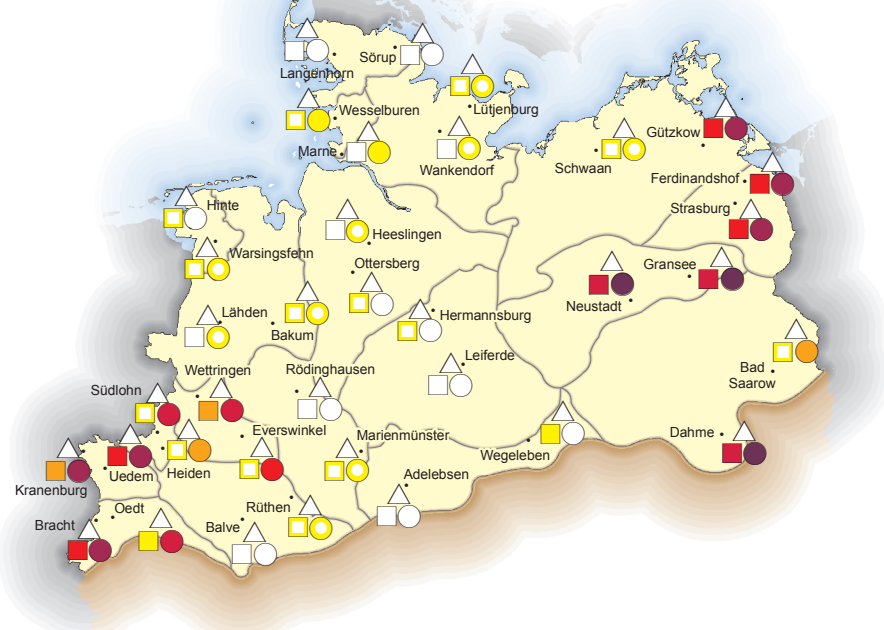 Sörup
Langenhorn
Lütjenburg
Wesselburen
Gützkow
Marne
Wankendorf
Schwaan
Ferdinandshof
Hinte
Strasburg
Heeslingen
Warsingsfehn
Ottersberg
Gransee
Neustadt
Lähden
Hermannsburg
Bakum
Leiferde
Wettringen
Rödinghausen
Bad
Saarow
Südlohn
Everswinkel
Marienmünster
Dahme
Wegeleben
Heiden
Uedem
Adelebsen
Kranenburg
Rüthen
Oedt
Bracht
Balve